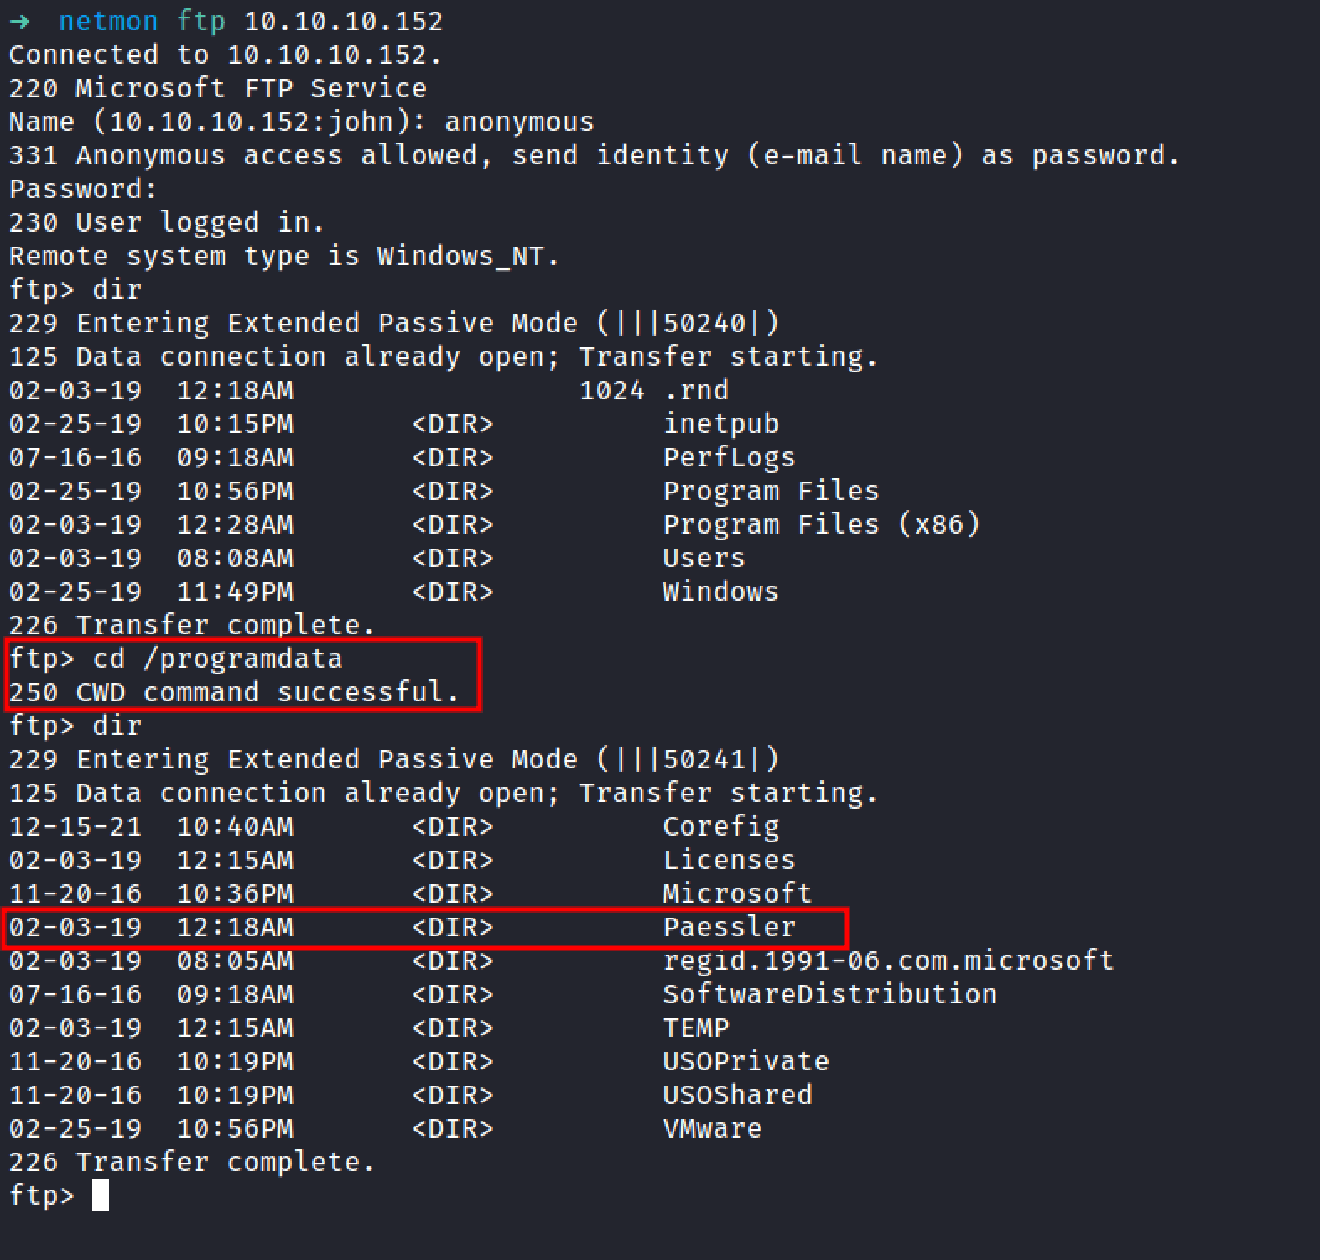 → netmon ftp 10.10.10.152
Connected to 10.10.10.152.
220 Microsoft FTP Service
Name (10.10.10.152:john): anonymous
331 Anonymous access allowed, send identity (e-mail name) as password.
Password:
230 User logged in.
Remote system type is Windows_NT.
ftp> dir
229 Entering Extended Passive Mode (|||50240|)
125 Data connection already open; Transfer starting.
02-03-19  12:18AM                 1024 .rnd
02-25-19  10:15PM       <DIR>          inetpub
07-16-16  09:18AM       <DIR>          PerfLogs
02-25-19  10:56PM       <DIR>          Program Files
02-03-19  12:28AM       <DIR>          Program Files (x86)
02-03-19  08:08AM       <DIR>          Users
02-25-19  11:49PM       <DIR>          Windows
226 Transfer complete.
ftp> cd /programdata
250 CWD command successful.
ftp> dir
229 Entering Extended Passive Mode (|||50241|)
125 Data connection already open; Transfer starting.
12-15-21  10:40AM       <DIR>          Corefig
02-03-19  12:15AM       <DIR>          Licenses
11-20-16  10:36PM       <DIR>          Microsoft
02-03-19  12:18AM       <DIR>          Paessler
02-03-19  08:05AM       <DIR>          regid.1991-06.com.microsoft
07-16-16  09:18AM       <DIR>          SoftwareDistribution
02-03-19  12:15AM       <DIR>          TEMP
11-20-16  10:19PM       <DIR>          USOPrivate
11-20-16  10:19PM       <DIR>          USOShared
02-25-19  10:56PM       <DIR>          VMware
226 Transfer complete.
ftp>